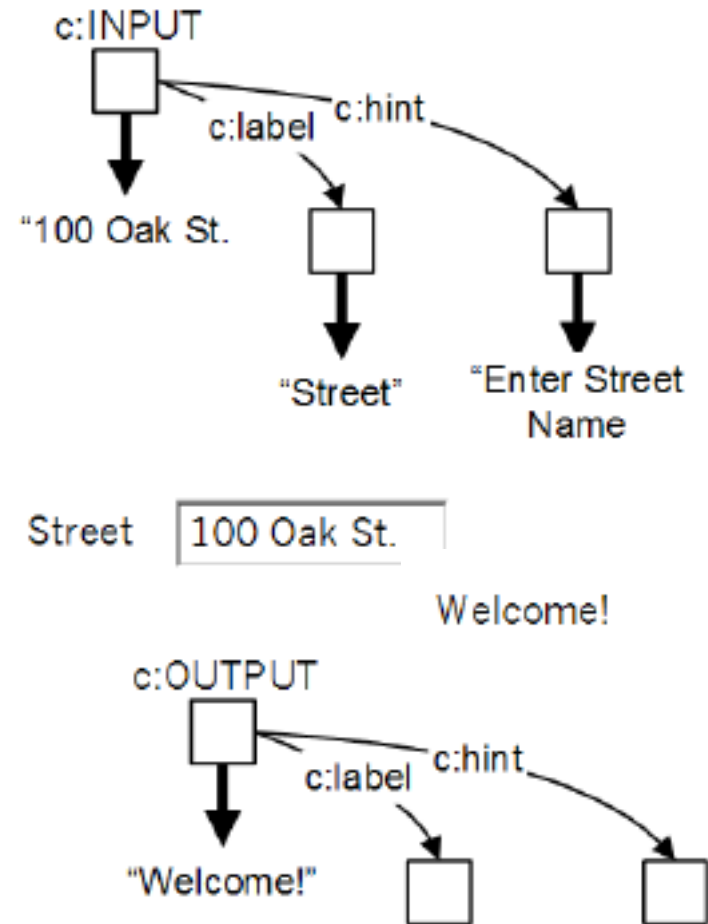 c:INPUT
c:label
c:hint
“100 Oak St.
“Street”
“Enter Street
Name
Street
100 Oak St.
Welcome!
c:OUTPUT
c:label
c:hint
“Welcome!”